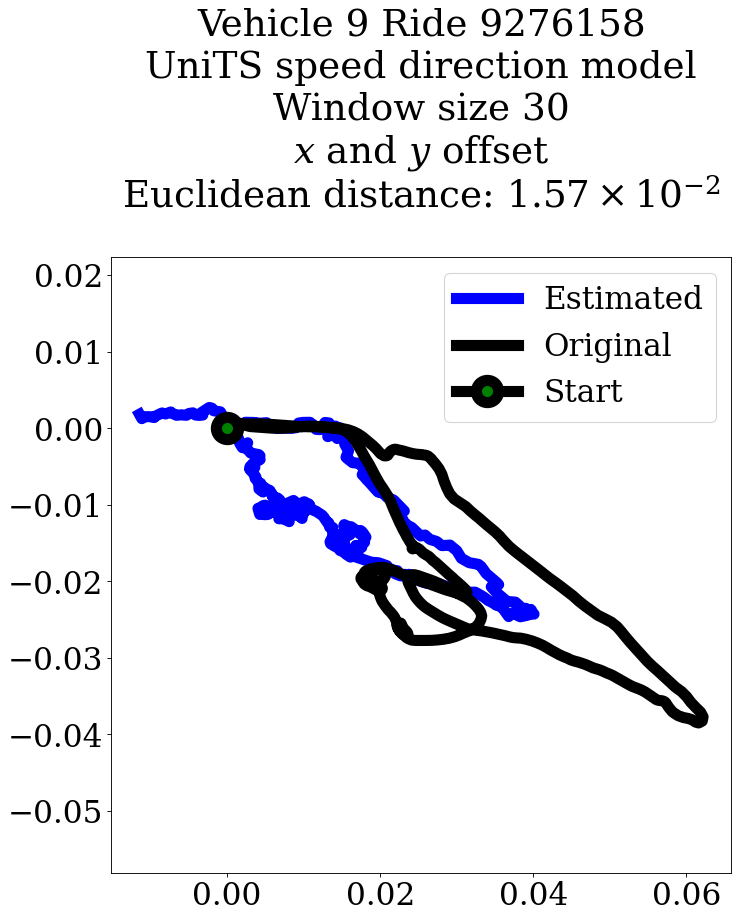 Vehicle 9 Ride 9276158
UniTS speed direction model
Window size 30
x and y offset
Euclidean distance: 1.57 × 10⁻²
Estimated
Original
Start
0.02
0.01
0.00
−0.01
−0.02
−0.03
−0.04
−0.05
0.00 0.02 0.04 0.06